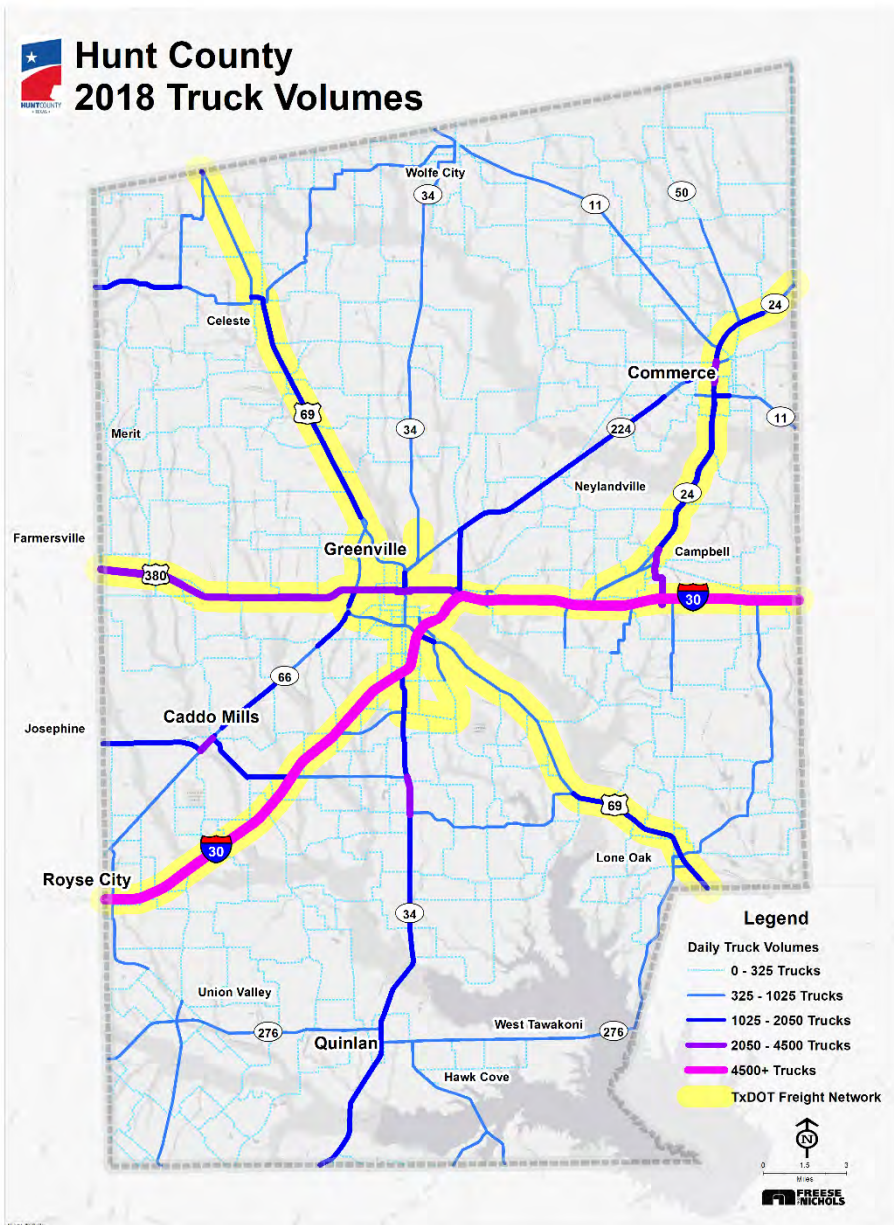 Hunt County
2018 Truck Volumes
HUNTCOUNTY
TEXAS
Wolfe City
34
11
50
24
Celeste
Commerce
69
11
34
224
Merit
Neylandville
24
Farmersville
Greenville
Campbell
380
30
66
Caddo Mills
Josephine
69
30
Lone Oak
Royse City
34
Union Valley
276
West Tawakoni
276
Quinlan
Hawk Cove
Legend
Daily Truck Volumes
0 - 325 Trucks
325 - 1025 Trucks
1025 - 2050 Trucks
2050 - 4500 Trucks
4500+ Trucks
TxDOT Freight Network
N
0 1.5 3
Miles
FREESE
NICHOLS